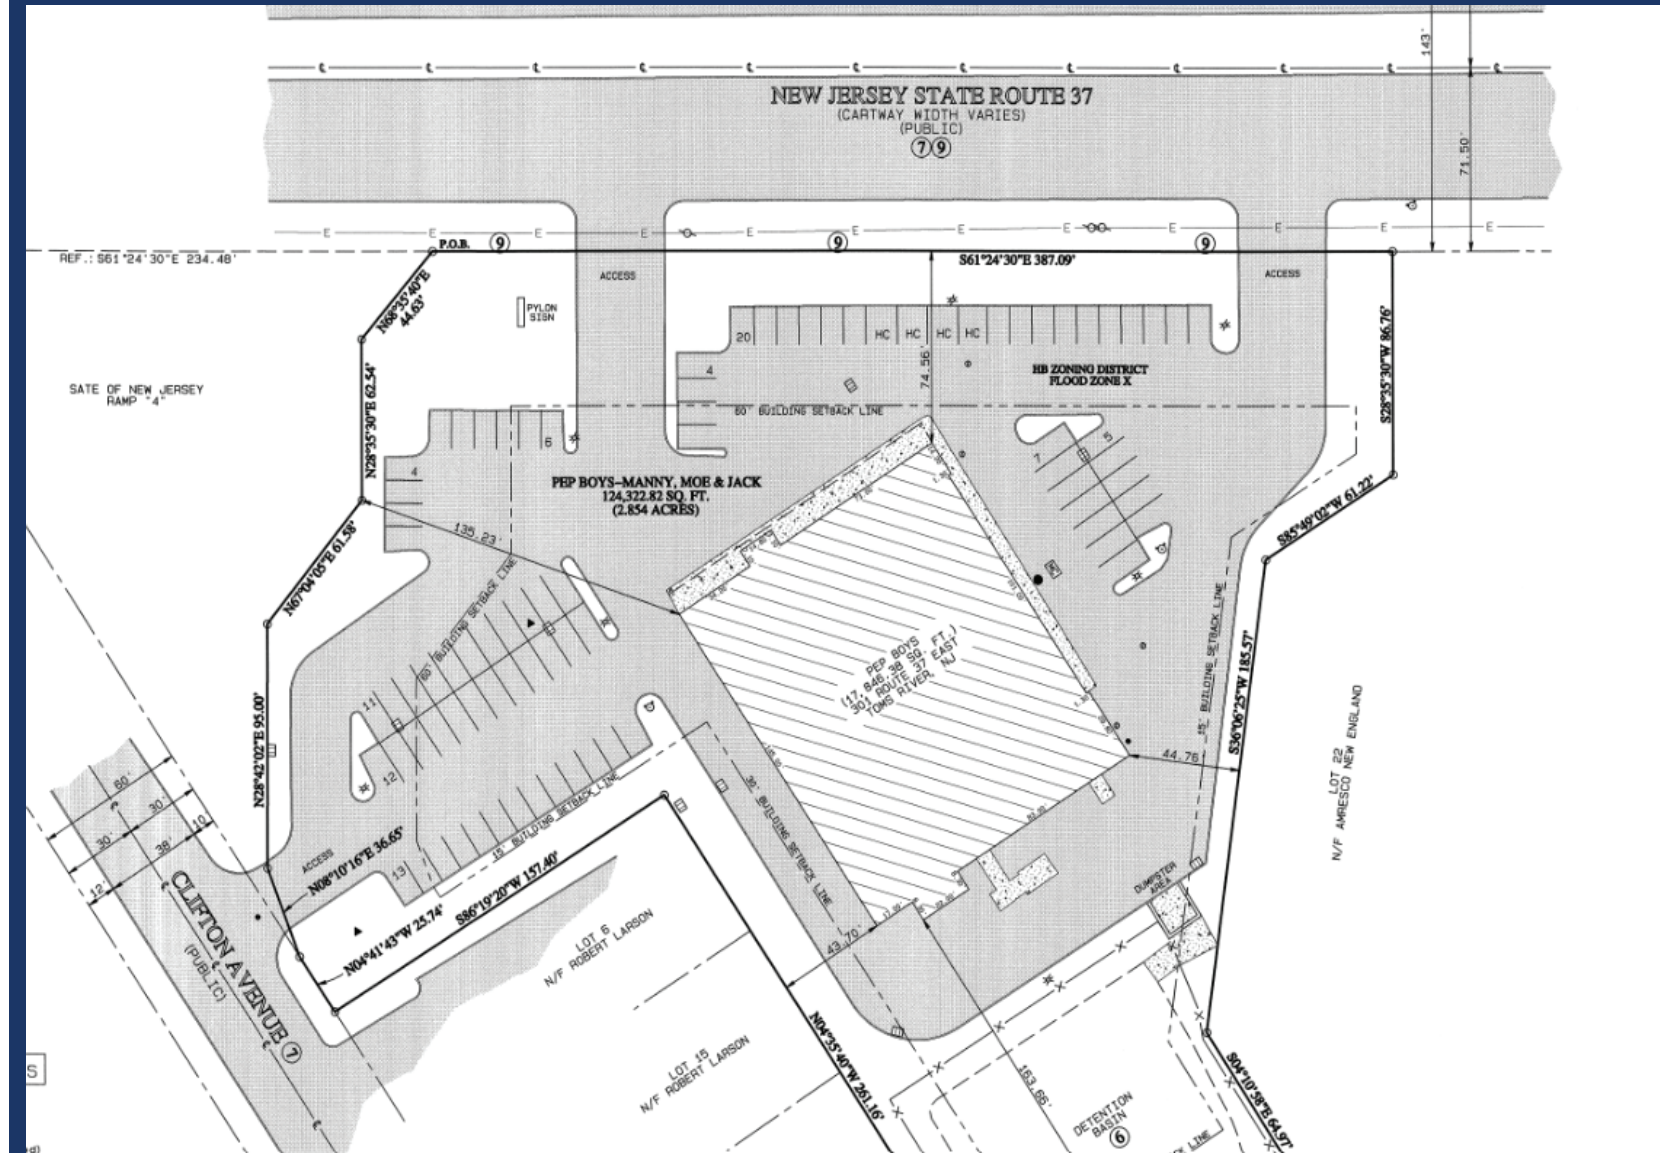 143'
NEW JERSEY STATE ROUTE 37
(CARTWAY WIDTH VARIES)
(PUBLIC)
7 9
71.50'
E E E E E E E E E E
P.O.B.
9 9 9
REF.: S61°24'30"E 234.48'
S61°24'30"E 387.09'
ACCESS
ACCESS
N68°35'40"E
44.63'
PYLON
SIGN
20
HC HC HC HC
4
74.56'
HB ZONING DISTRICT
FLOOD ZONE X
S28°35'30"W 86.76'
SATE OF NEW JERSEY
RAMP "4"
N28°35'30"E 62.54'
60' BUILDING SETBACK LINE
6
4
5
7
PEP BOYS-MANNY, MOE & JACK
124,322.82 SQ. FT.
(2.854 ACRES)
135.23'
S85°49'02"W 61.22'
N67°04'05"E 61.58'
60' BUILDING SETBACK LINE
15' BUILDING SETBACK LINE
PEP BOYS
(17,646.38 SQ. FT.)
301 ROUTE 37 EAST
TOMS RIVER, NJ
S36°06'25"W 185.57'
11
12
N28°42'02"E 95.00'
44.76
LOT 22
N/F AMRESCO NEW ENGLAND
60'
30'
10'
30'
38'
12'
15' BUILDING SETBACK LINE
30' BUILDING SETBACK LINE
ACCESS
N08°10'16"E 36.65'
13
S86°19'20"W 157.40'
DUMPSTER
AREA
CLIFTON AVENUE 7
(PUBLIC)
N04°41'43"W 25.74'
LOT 6
N/F ROBERT LARSON
43.70'
N04°35'40"W 261.16'
LOT 15
N/F ROBERT LARSON
163.66'
DETENTION
BASIN
6
S04°10'58"E 64.97'
LINE
S